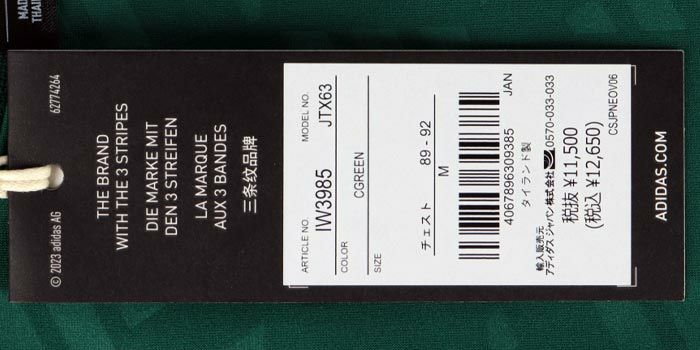 MADE
THAIL
62774264
THE BRAND
WITH THE 3 STRIPES
DIE MARKE MIT
DEN 3 STREIFEN
LA MARQUE
AUX 3 BANDES
三条纹品牌
© 2023 adidas AG
ARTICLE NO. MODEL NO.
IW3985 JTX63
COLOR
CGREEN
SIZE
チェスト 89 - 92
M
4067896309385 JAN
タイランド製
輸入販売元
アディダス ジャパン株式会社 0570-033-033
税抜 ¥11,500
(税込 ¥12,650)
CSJPNEOV06
ADIDAS.COM